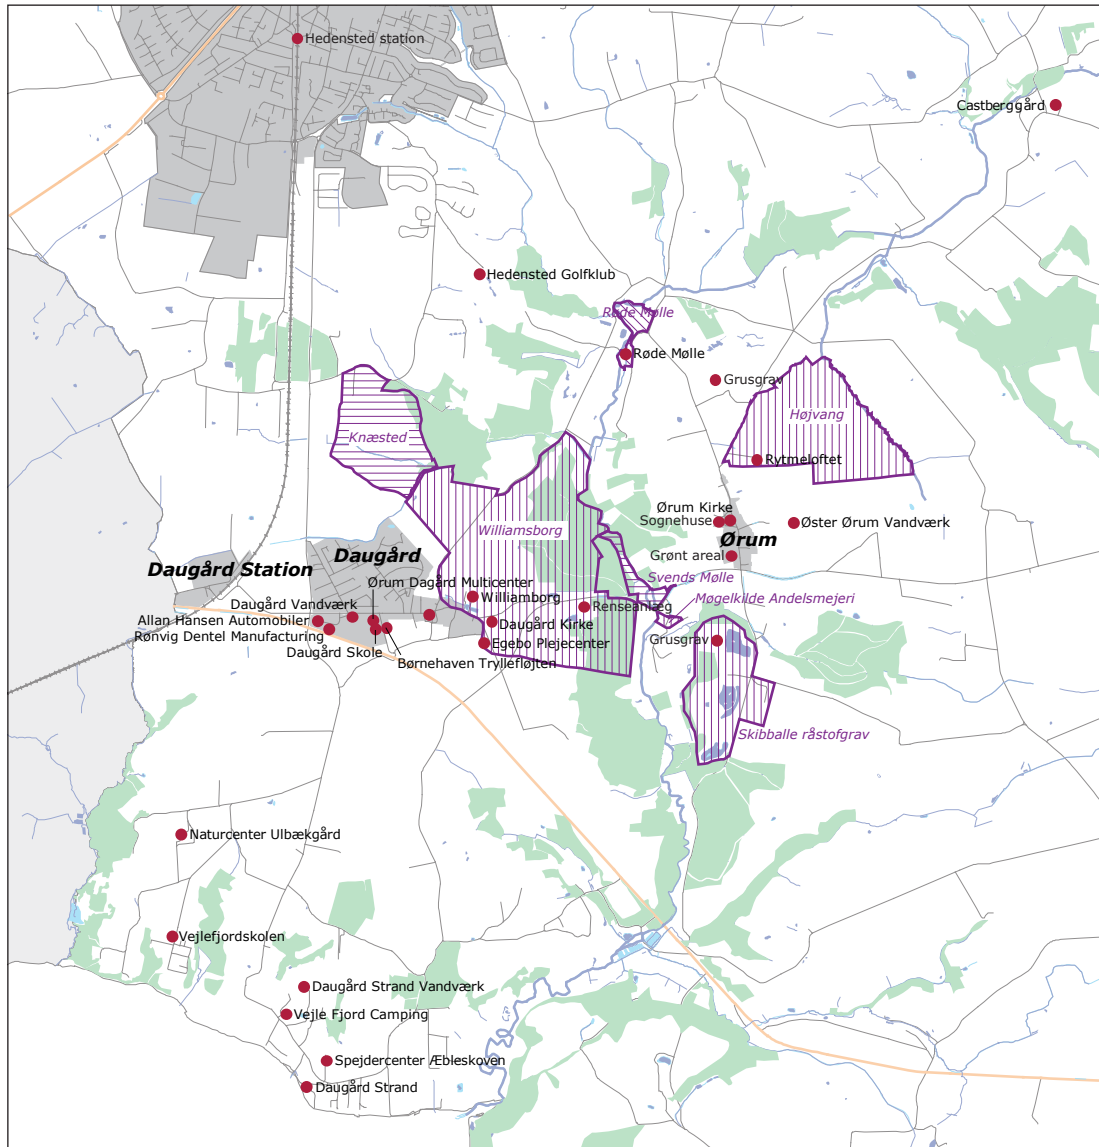 Hedensted station
Castberggård
Hedensted Golfklub
Røde Mølle
Røde Mølle
Grusgrav
Højvang
Knæsted
Rytmeloftet
Ørum Kirke
Sognehuse
Øster Ørum Vandværk
Williamsborg
Ørum
Daugård
Grønt areal
Daugård Station
Svends Mølle
Ørum Dagård Multicenter
Williamborg
Møgelkilde Andelsmejeri
Daugård Vandværk
Renseanlæg
Allan Hansen Automobiler
Daugård Kirke
Rønvig Dentel Manufacturing
Grusgrav
Egebo Plejecenter
Daugård Skole
Børnehaven Tryllefløjten
Skibballe råstofgrav
Naturcenter Ulbækgård
Vejlefjordskolen
Daugård Strand Vandværk
Vejle Fjord Camping
Spejdercenter Æbleskoven
Daugård Strand